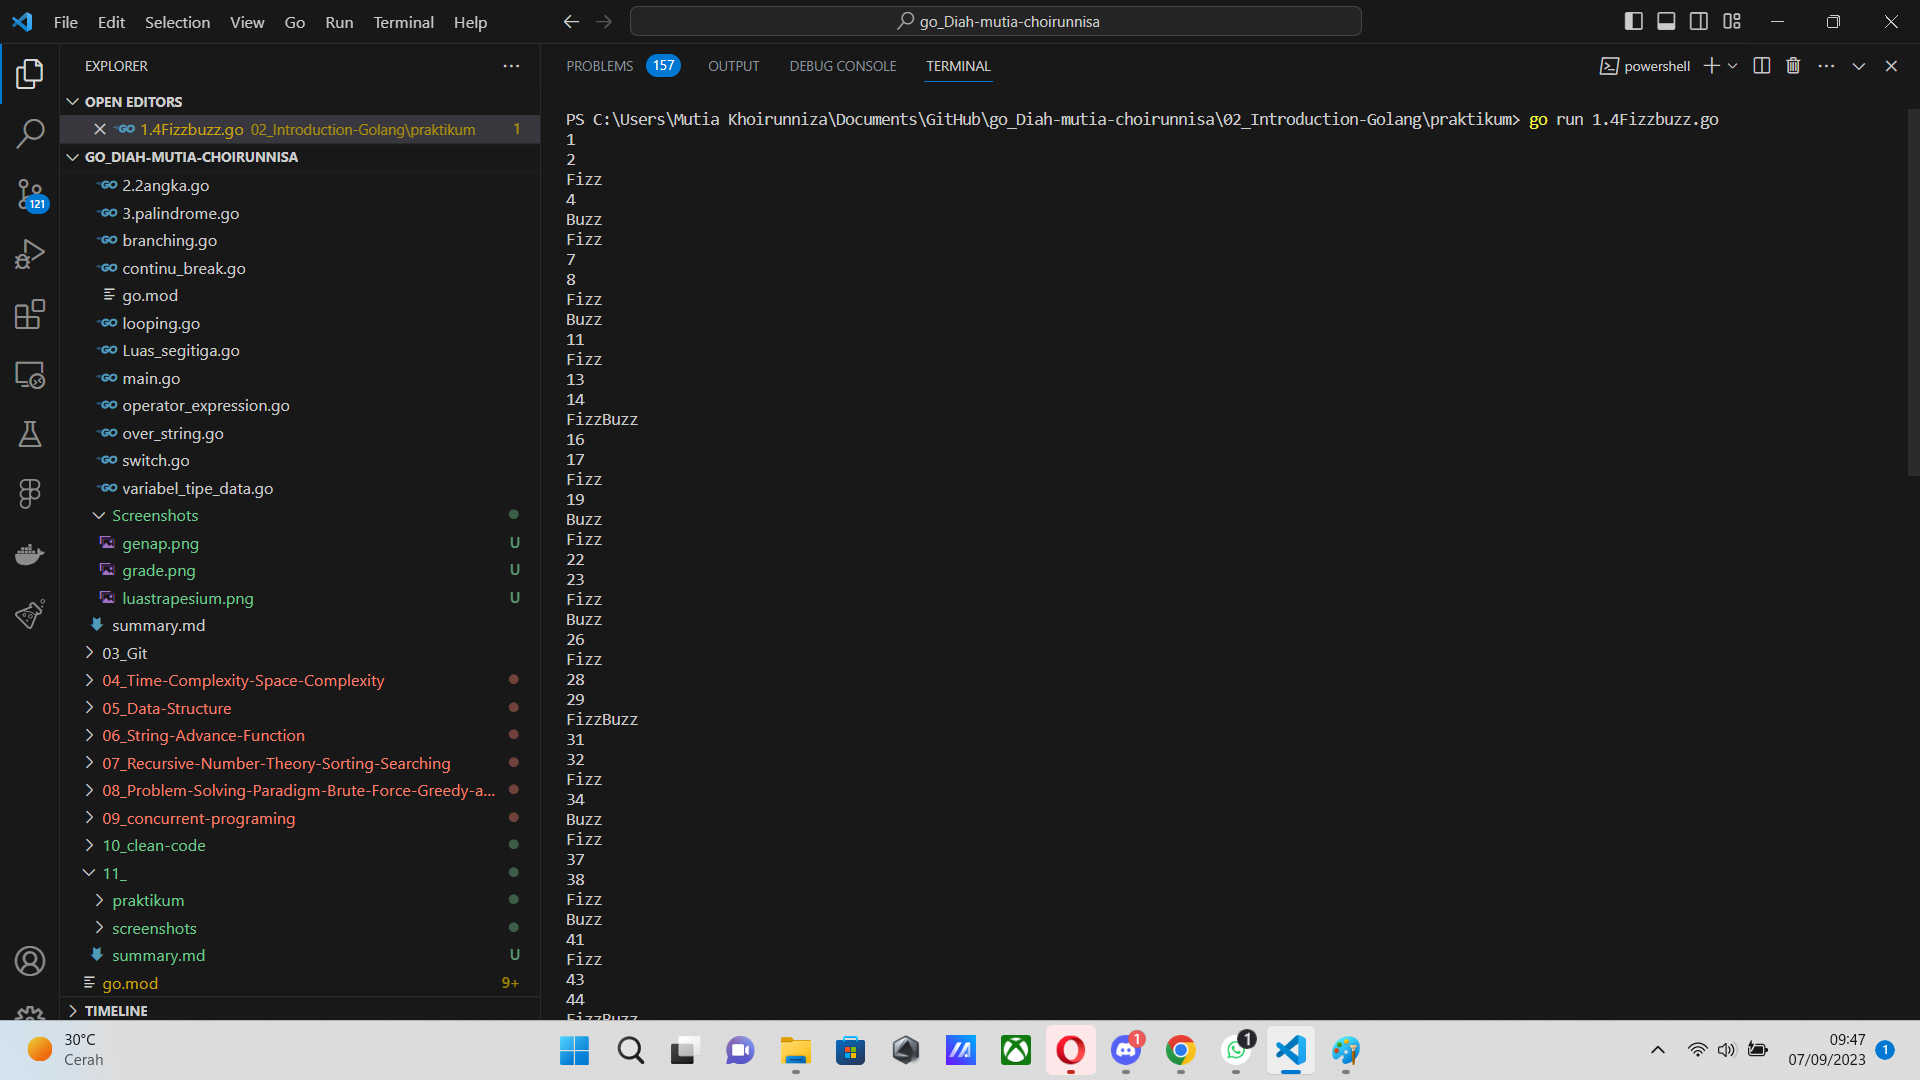 File Edit Selection View Go Run Terminal Help
go_Diah-mutia-choirunnisa
EXPLORER
OPEN EDITORS
1.4Fizzbuzz.go 02_Introduction-Golang\praktikum 1
GO_DIAH-MUTIA-CHOIRUNNISA
2.2angka.go
3.palindrome.go
branching.go
continu_break.go
go.mod
looping.go
Luas_segitiga.go
main.go
operator_expression.go
over_string.go
switch.go
variabel_tipe_data.go
Screenshots
genap.png U
grade.png U
luastrapesium.png U
summary.md
03_Git
04_Time-Complexity-Space-Complexity
05_Data-Structure
06_String-Advance-Function
07_Recursive-Number-Theory-Sorting-Searching
08_Problem-Solving-Paradigm-Brute-Force-Greedy-a...
09_concurrent-programing
10_clean-code
11_
praktikum
screenshots
summary.md U
go.mod 9+
TIMELINE
121
PROBLEMS 157 OUTPUT DEBUG CONSOLE TERMINAL
powershell
PS C:\Users\Mutia Khoirunniza\Documents\GitHub\go_Diah-mutia-choirunnisa\02_Introduction-Golang\praktikum> go run 1.4Fizzbuzz.go
1
2
Fizz
4
Buzz
Fizz
7
8
Fizz
Buzz
11
Fizz
13
14
FizzBuzz
16
17
Fizz
19
Buzz
Fizz
22
23
Fizz
Buzz
26
Fizz
28
29
FizzBuzz
31
32
Fizz
34
Buzz
Fizz
37
38
Fizz
Buzz
41
Fizz
43
44
FizzBuzz
30°C
Cerah
1
1
09:47
07/09/2023
1